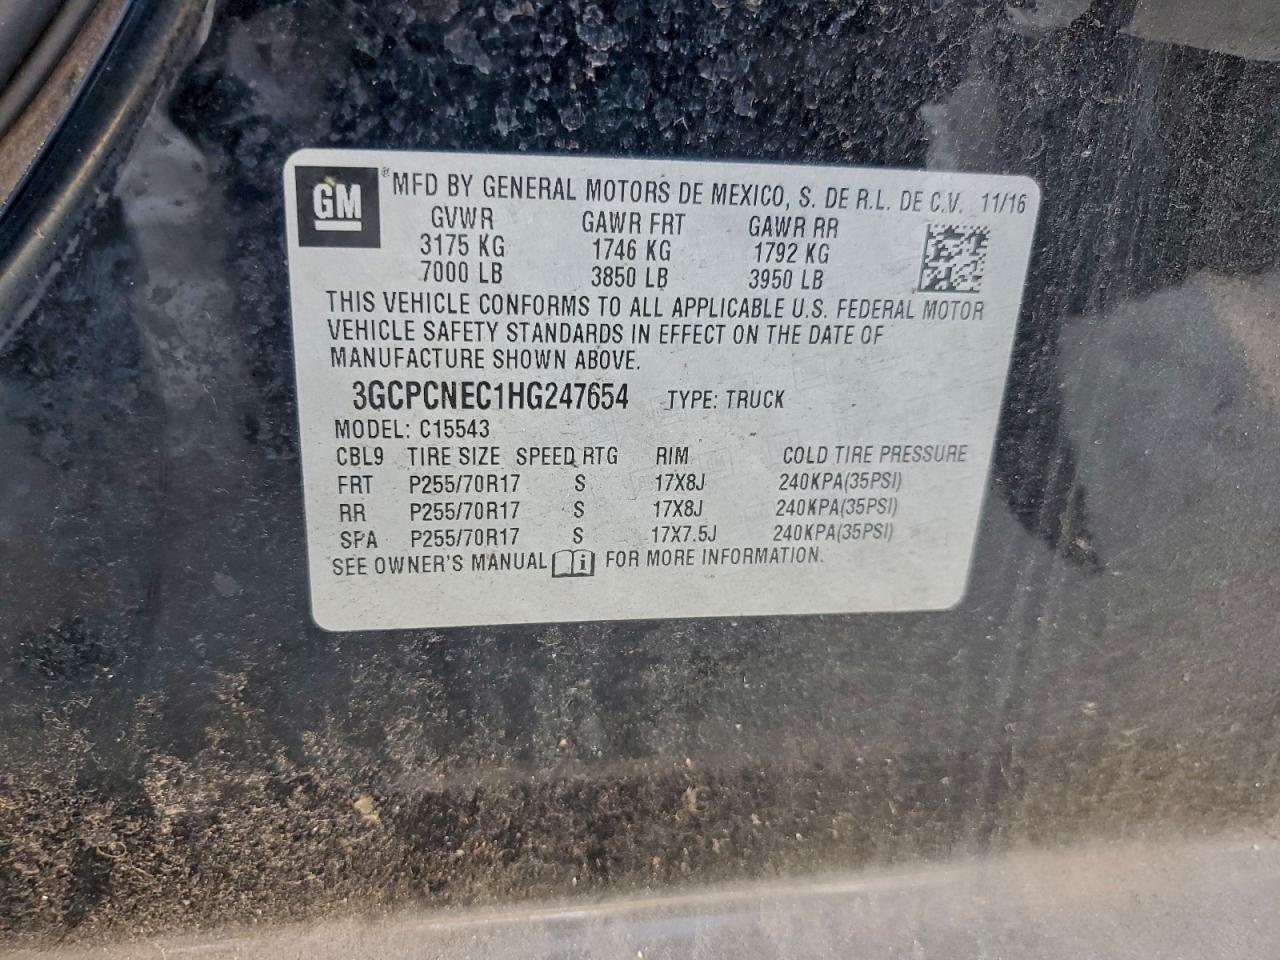 GM ® MFD BY GENERAL MOTORS DE MEXICO, S. DE R.L. DE C.V. 11/16
GVWR GAWR FRT GAWR RR
3175 KG 1746 KG 1792 KG
7000 LB 3850 LB 3950 LB
THIS VEHICLE CONFORMS TO ALL APPLICABLE U.S. FEDERAL MOTOR
VEHICLE SAFETY STANDARDS IN EFFECT ON THE DATE OF
MANUFACTURE SHOWN ABOVE.
3GCPCNEC1HG247654 TYPE: TRUCK
MODEL: C15543
CBL9 TIRE SIZE SPEED RTG RIM COLD TIRE PRESSURE
FRT P255/70R17 S 17X8J 240KPA(35PSI)
RR P255/70R17 S 17X8J 240KPA(35PSI)
SPA P255/70R17 S 17X7.5J 240KPA(35PSI)
SEE OWNER'S MANUAL i FOR MORE INFORMATION.